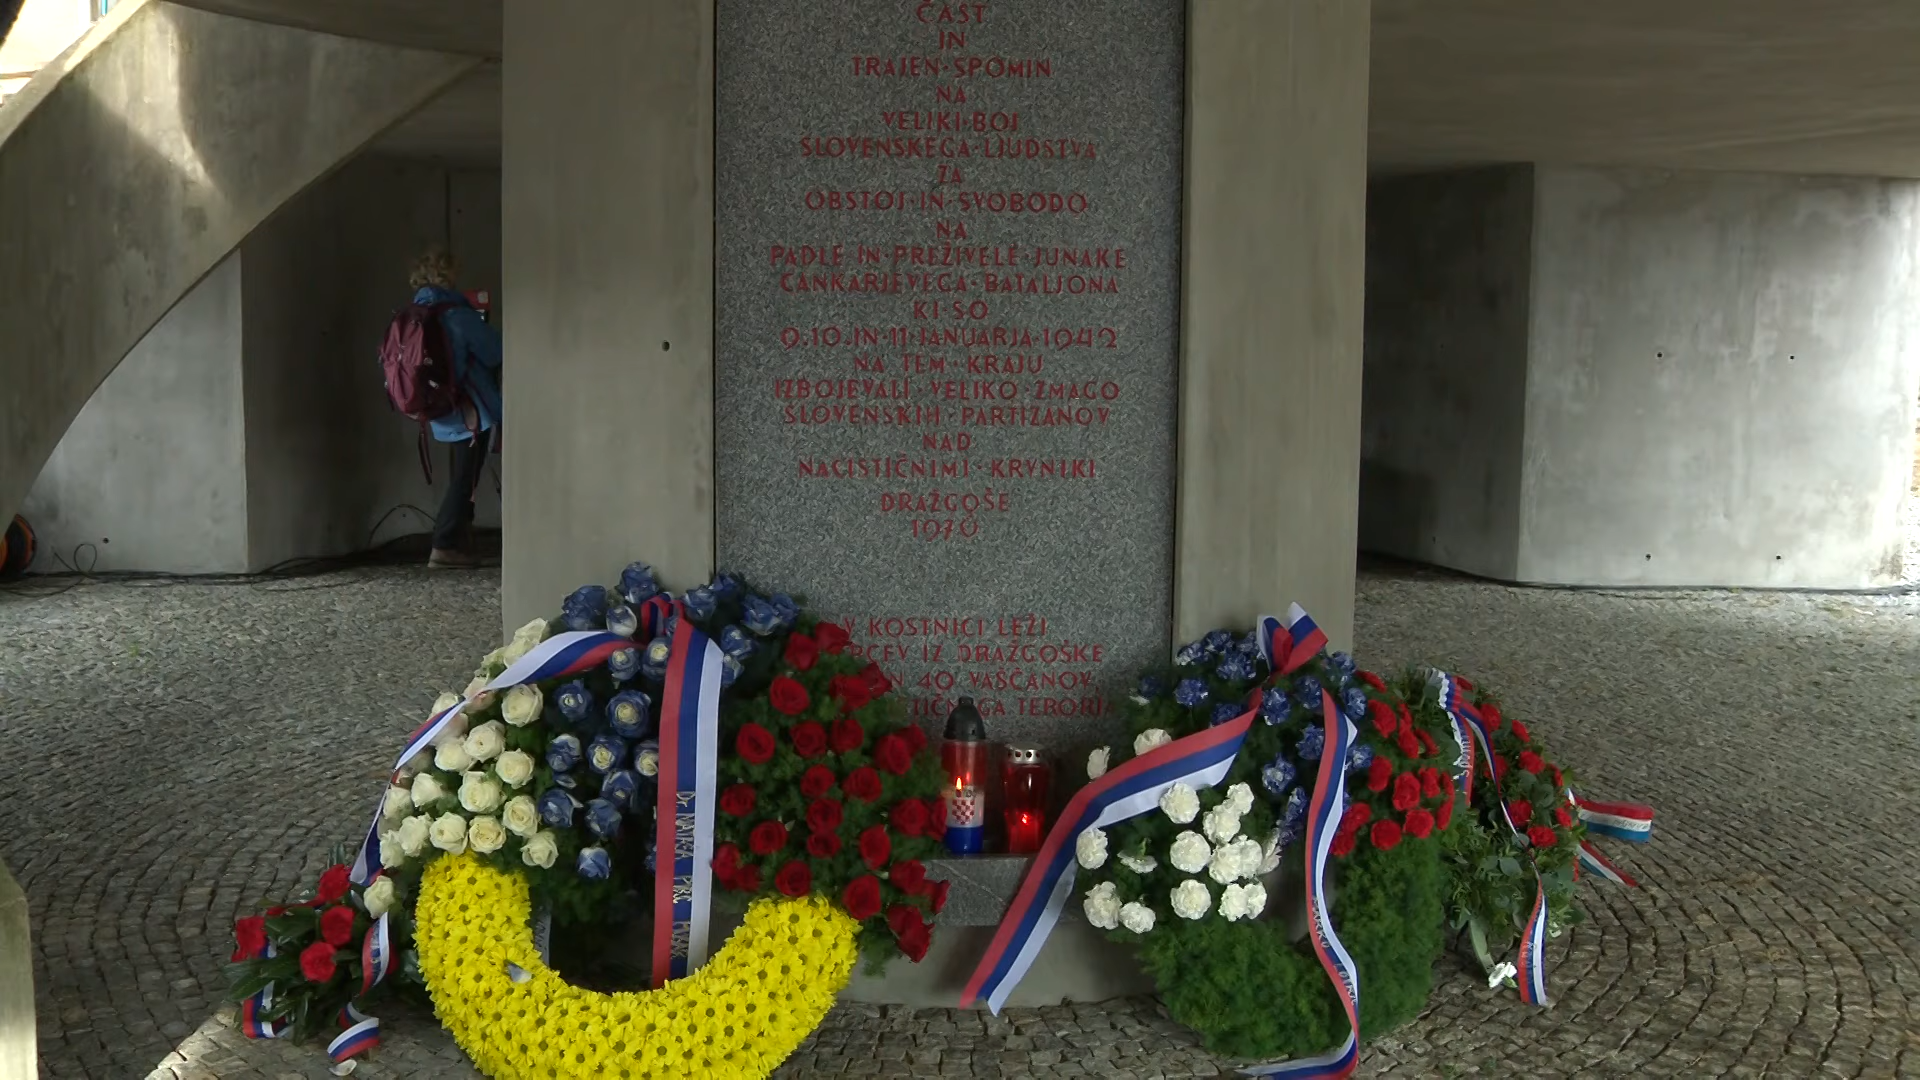 ČAST
IN
TRAJEN·SPOMIN
NA
VELIKI·BOJ
SLOVENSKEGA·LJUDSTVA
ZA
OBSTOJ·IN·SVOBODO
NA
PADLE IN PREŽIVELE·JUNAKE
CANKARJEVEGA·BATALJONA
KI·SO
9.10.IN·11·JANUARJA·1942
NA TEM·KRAJU
IZBOJEVALI·VELIKO·ZMAGO
SLOVENSKIH·PARTIZANOV
NAD
NACISTIČNIMI·KRVNIKI
DRAŽGOŠE
1976
V KOSTNICI LEŽI
IZ DRAŽGOŠKE
40 VAŠČANOV,
GA TERORJA